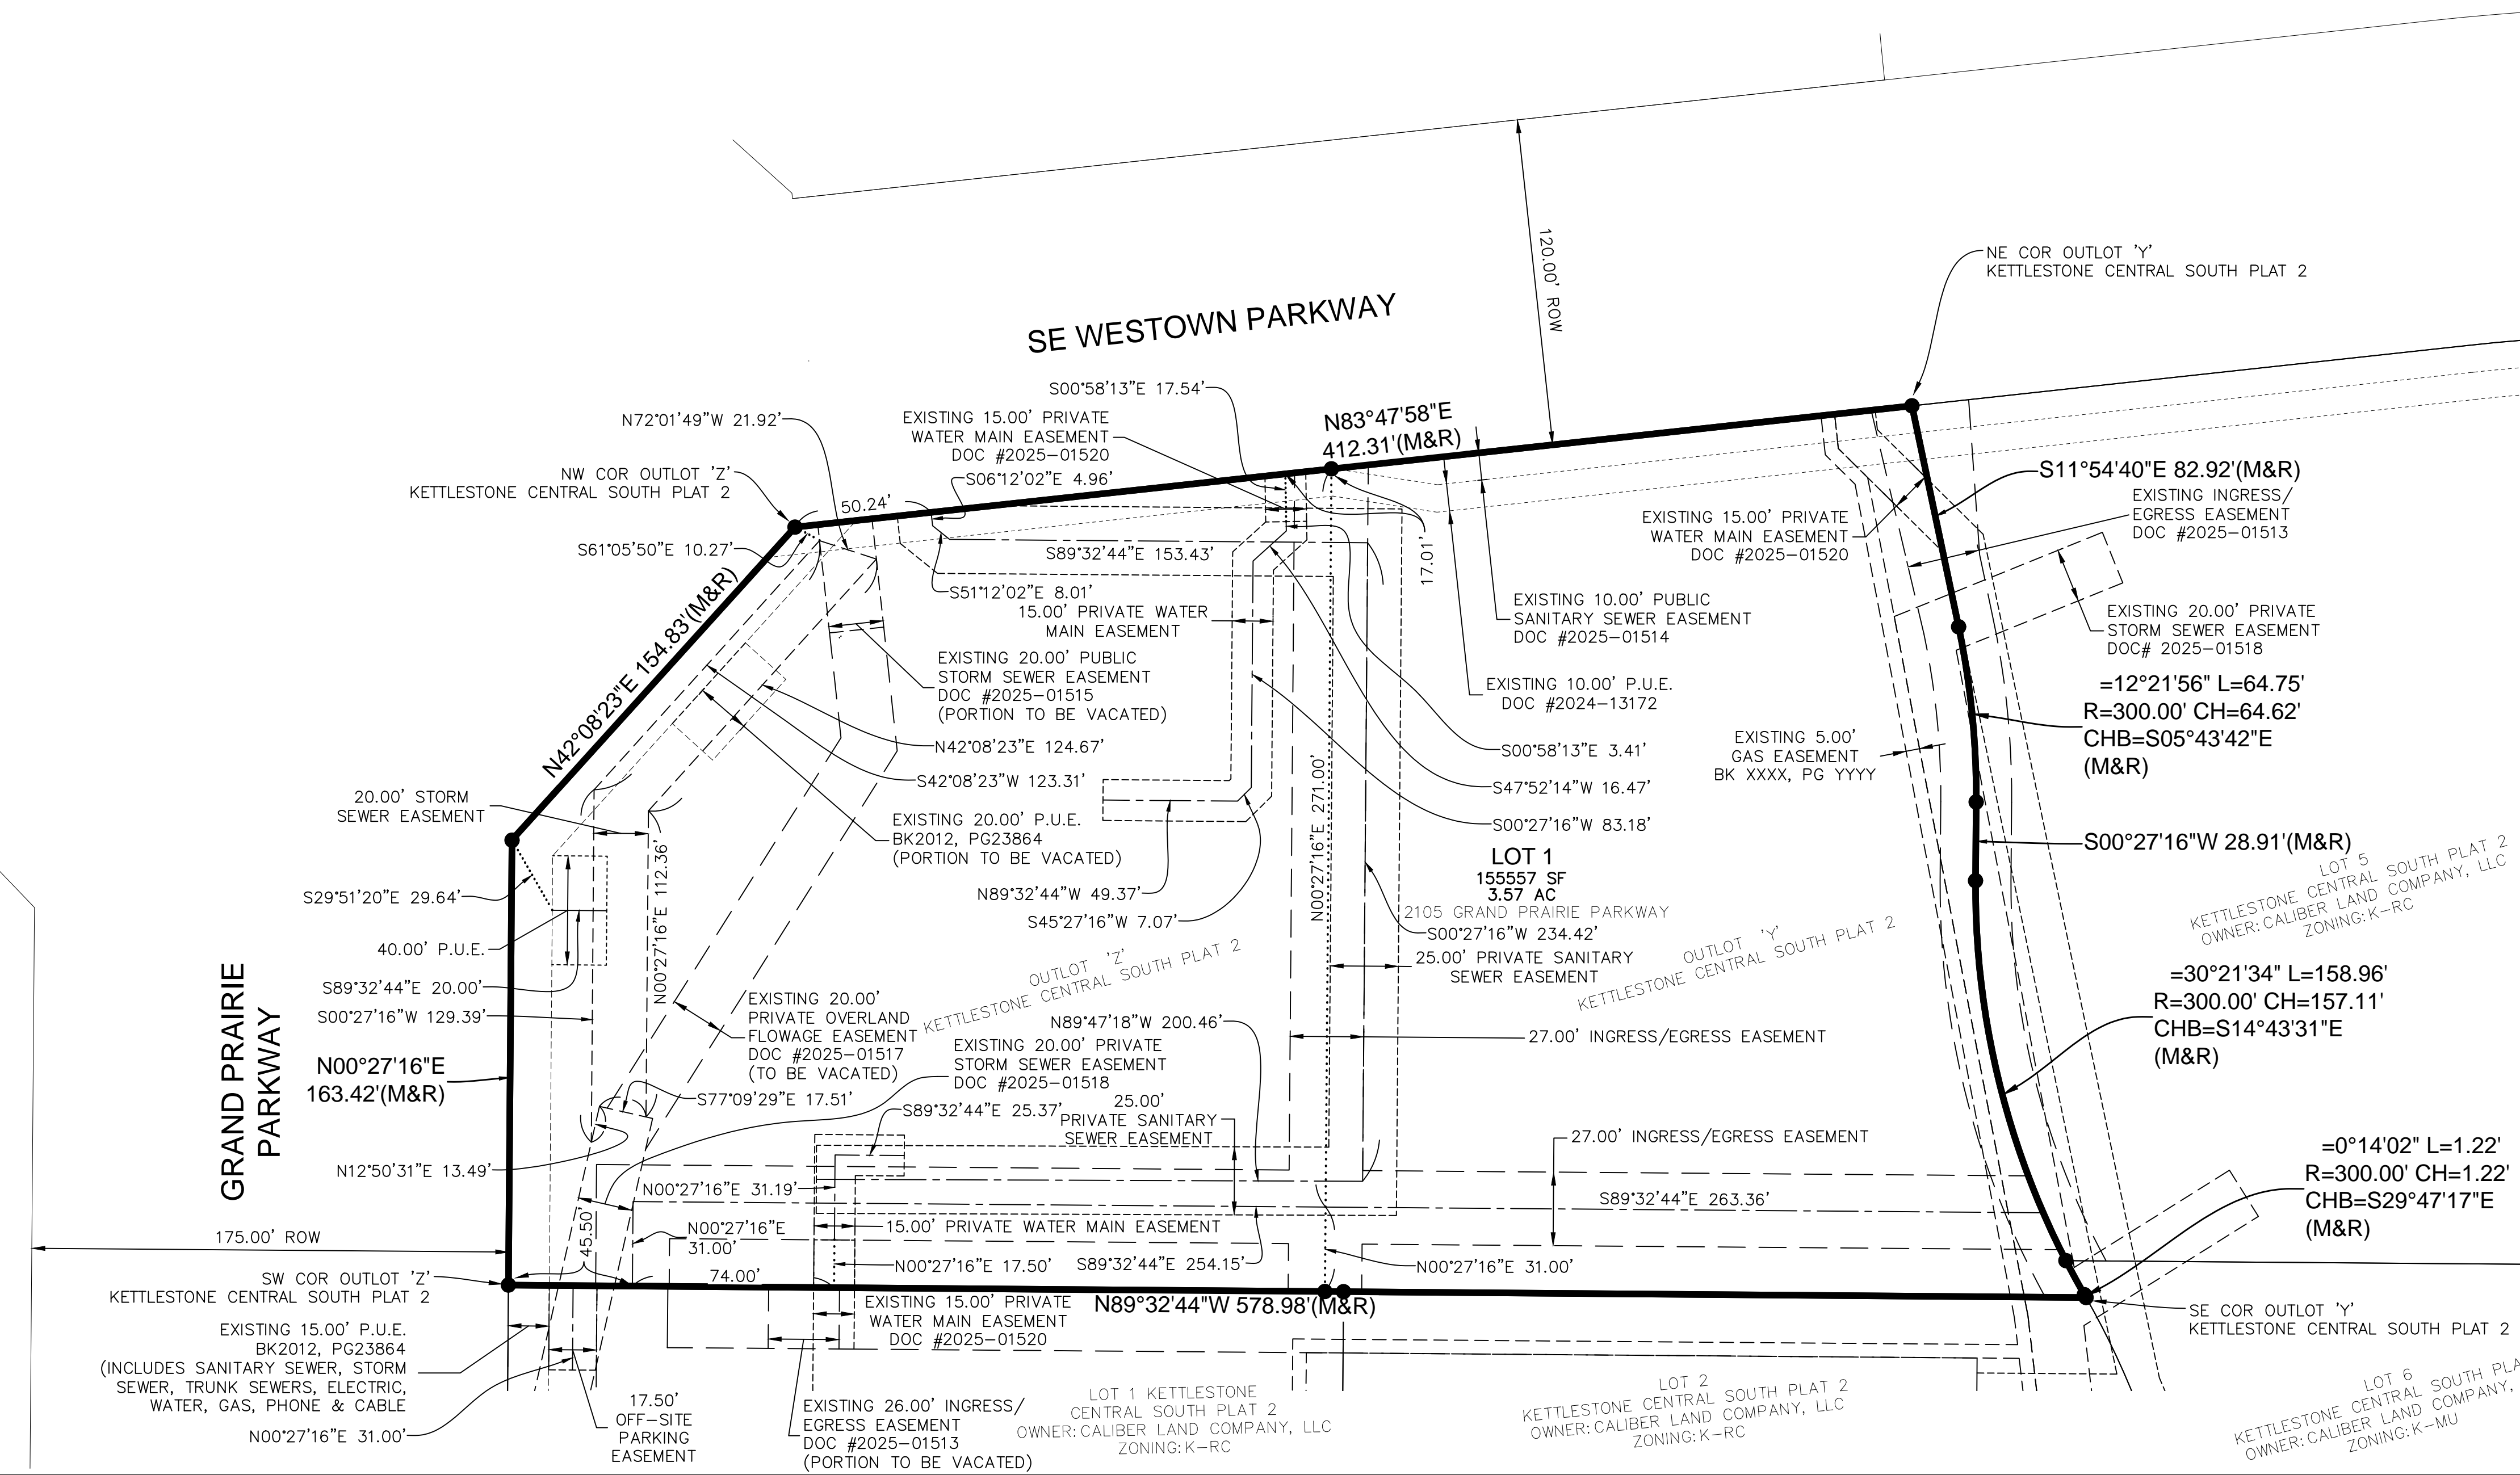 120.00' ROW
NE COR OUTLOT 'Y'
KETTLESTONE CENTRAL SOUTH PLAT 2
SE WESTOWN PARKWAY
S00°58'13"E 17.54'
N72°01'49"W 21.92'
EXISTING 15.00' PRIVATE
WATER MAIN EASEMENT
DOC #2025-01520
N83°47'58"E
412.31'(M&R)
NW COR OUTLOT 'Z'
KETTLESTONE CENTRAL SOUTH PLAT 2
S06°12'02"E 4.96'
50.24'
S11°54'40"E 82.92'(M&R)
EXISTING INGRESS/
EGRESS EASEMENT
DOC #2025-01513
EXISTING 15.00' PRIVATE
WATER MAIN EASEMENT
DOC #2025-01520
S61°05'50"E 10.27'
S89°32'44"E 153.43'
17.01'
S51°12'02"E 8.01'
15.00' PRIVATE WATER
MAIN EASEMENT
EXISTING 10.00' PUBLIC
SANITARY SEWER EASEMENT
DOC #2025-01514
EXISTING 20.00' PRIVATE
STORM SEWER EASEMENT
DOC# 2025-01518
N42°08'23"E 154.83'(M&R)
EXISTING 20.00' PUBLIC
STORM SEWER EASEMENT
DOC #2025-01515
(PORTION TO BE VACATED)
EXISTING 10.00' P.U.E.
DOC #2024-13172
=12°21'56" L=64.75'
R=300.00' CH=64.62'
CHB=S05°43'42"E
(M&R)
N42°08'23"E 124.67'
S00°58'13"E 3.41'
EXISTING 5.00'
GAS EASEMENT
BK XXXX, PG YYYY
S42°08'23"W 123.31'
S47°52'14"W 16.47'
20.00' STORM
SEWER EASEMENT
N00°27'16"E 271.00'
EXISTING 20.00' P.U.E.
BK2012, PG23864
(PORTION TO BE VACATED)
S00°27'16"W 83.18'
S00°27'16"W 28.91'(M&R)
LOT 1
155557 SF
3.57 AC
2105 GRAND PRAIRIE PARKWAY
N00°27'16"E 112.36'
S29°51'20"E 29.64'
N89°32'44"W 49.37'
S45°27'16"W 7.07'
S00°27'16"W 234.42'
LOT 5
KETTLESTONE CENTRAL SOUTH PLAT 2
OWNER:CALIBER LAND COMPANY, LLC
ZONING:K-RC
40.00' P.U.E.
OUTLOT 'Z'
KETTLESTONE CENTRAL SOUTH PLAT 2
25.00' PRIVATE SANITARY
SEWER EASEMENT
OUTLOT 'Y'
KETTLESTONE CENTRAL SOUTH PLAT 2
S89°32'44"E 20.00'
S00°27'16"W 129.39'
GRAND PRAIRIE
PARKWAY
EXISTING 20.00'
PRIVATE OVERLAND
FLOWAGE EASEMENT
DOC #2025-01517
(TO BE VACATED)
N89°47'18"W 200.46'
27.00' INGRESS/EGRESS EASEMENT
=30°21'34" L=158.96'
R=300.00' CH=157.11'
CHB=S14°43'31"E
(M&R)
N00°27'16"E
163.42'(M&R)
EXISTING 20.00' PRIVATE
STORM SEWER EASEMENT
DOC #2025-01518
S77°09'29"E 17.51'
S89°32'44"E 25.37'
25.00'
PRIVATE SANITARY
SEWER EASEMENT
27.00' INGRESS/EGRESS EASEMENT
=0°14'02" L=1.22'
R=300.00' CH=1.22'
CHB=S29°47'17"E
(M&R)
N12°50'31"E 13.49'
N00°27'16"E 31.19'
S89°32'44"E 263.36'
175.00' ROW
45.50'
N00°27'16"E
31.00'
15.00' PRIVATE WATER MAIN EASEMENT
N00°27'16"E 17.50'
S89°32'44"E 254.15'
N00°27'16"E 31.00'
74.00'
SW COR OUTLOT 'Z'
KETTLESTONE CENTRAL SOUTH PLAT 2
N89°32'44"W 578.98'(M&R)
EXISTING 15.00' PRIVATE
WATER MAIN EASEMENT
DOC #2025-01520
SE COR OUTLOT 'Y'
KETTLESTONE CENTRAL SOUTH PLAT 2
EXISTING 15.00' P.U.E.
BK2012, PG23864
(INCLUDES SANITARY SEWER, STORM
SEWER, TRUNK SEWERS, ELECTRIC,
WATER, GAS, PHONE & CABLE
N00°27'16"E 31.00'
17.50'
OFF-SITE
PARKING
EASEMENT
EXISTING 26.00' INGRESS/
EGRESS EASEMENT
DOC #2025-01513
(PORTION TO BE VACATED)
LOT 1 KETTLESTONE
CENTRAL SOUTH PLAT 2
OWNER:CALIBER LAND COMPANY, LLC
ZONING:K-RC
LOT 2
KETTLESTONE CENTRAL SOUTH PLAT 2
OWNER:CALIBER LAND COMPANY, LLC
ZONING:K-RC
LOT 6
KETTLESTONE CENTRAL SOUTH
OWNER:CALIBER LAND COMPANY,
ZONING:K-MU